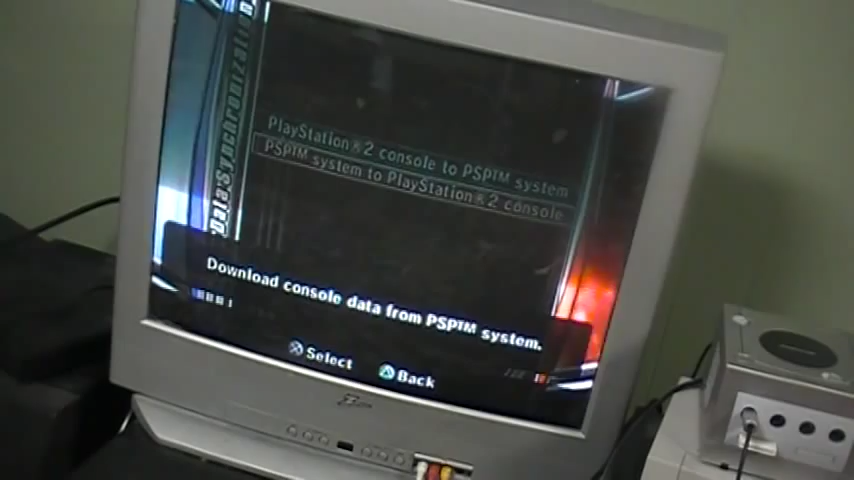 Data Synchronization
PlayStation®2 console to PSP™ system
PSP™ system to PlayStation®2 console
Download console data from PSP™ system.
Select
Back